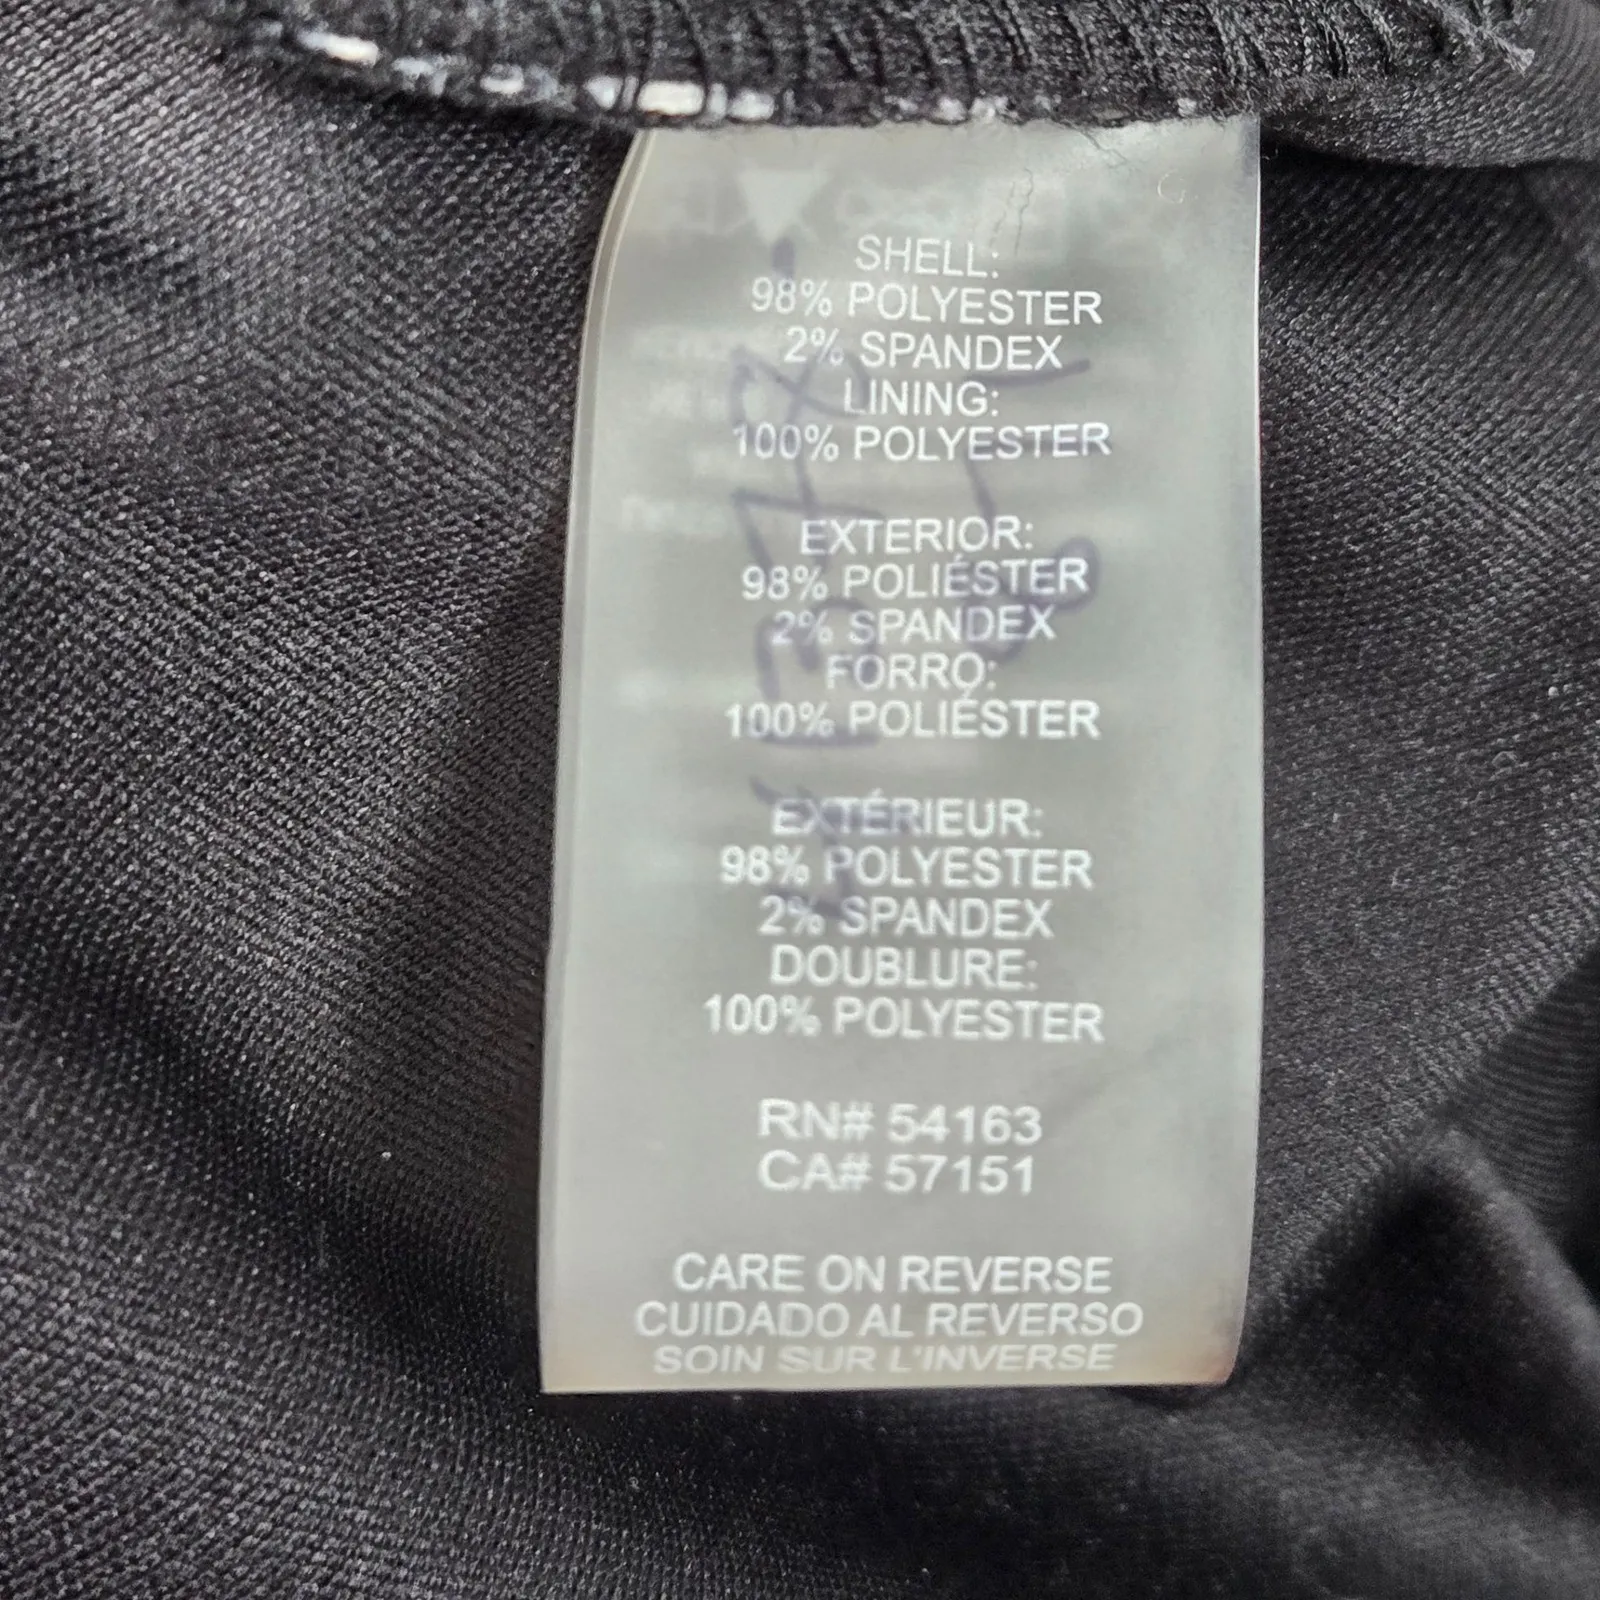 SHELL:
98% POLYESTER
2% SPANDEX
LINING:
100% POLYESTER
EXTERIOR:
98% POLIÉSTER
2% SPANDEX
FORRO:
100% POLIÉSTER
EXTÉRIEUR:
98% POLYESTER
2% SPANDEX
DOUBLURE:
100% POLYESTER
RN# 54163
CA# 57151
CARE ON REVERSE
CUIDADO AL REVERSO
SOIN SUR L'INVERSE